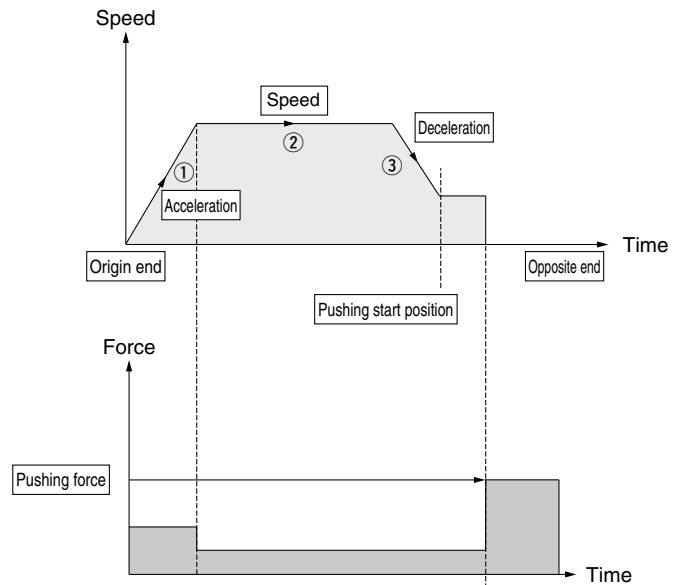 Speed
Speed
②
Deceleration
①
③
Acceleration
Time
Origin end
Opposite end
Pushing start position
Force
Pushing force
Time